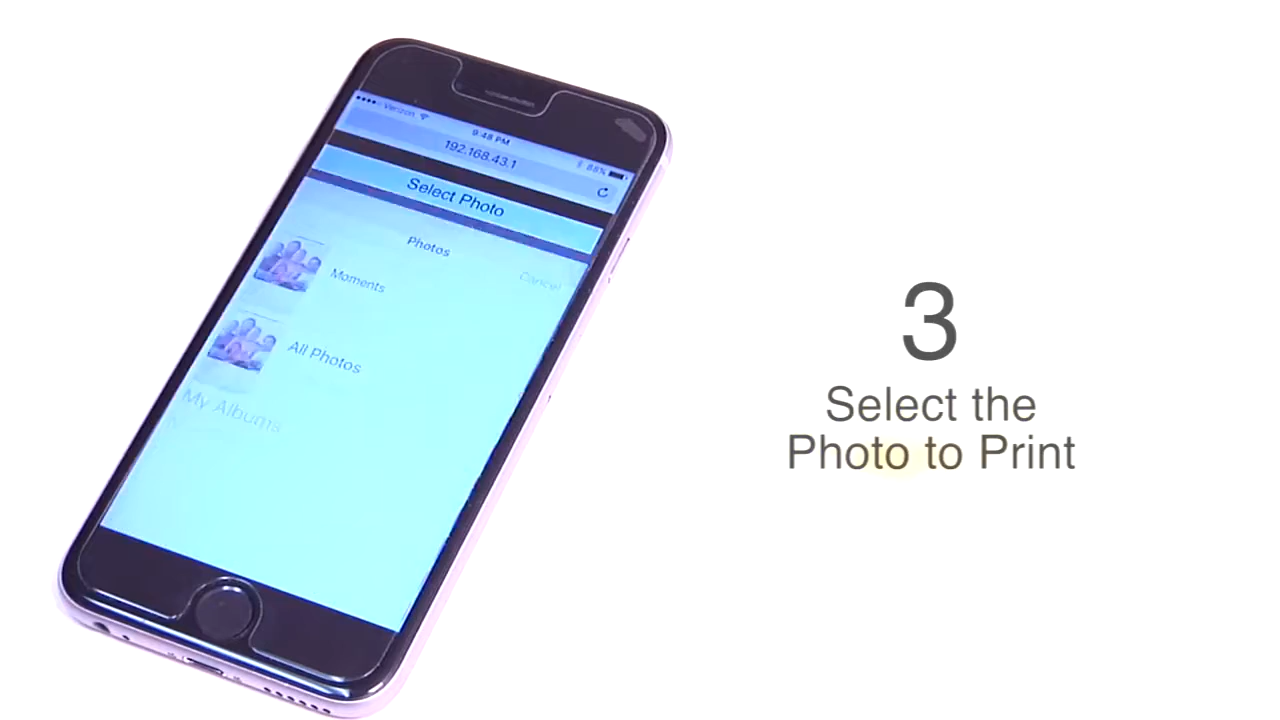 Verizon
9:48 PM
88%
192.168.43.1
Select Photo
Photos
Cancel
Moments
All Photos
My Albums
3
Select the
Photo to Print